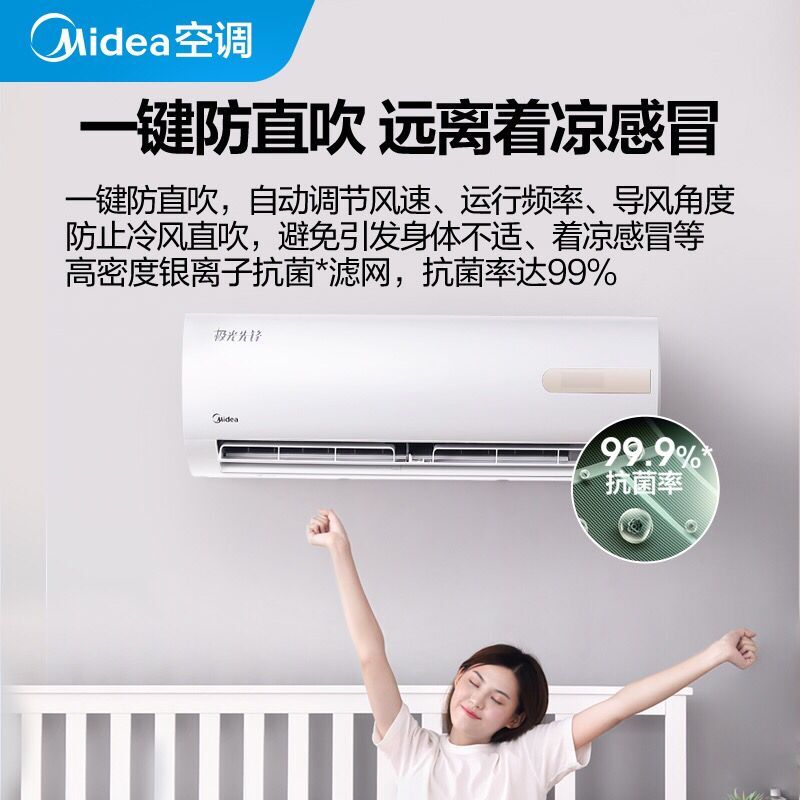 Midea空调
一键防直吹 远离着凉感冒
一键防直吹，自动调节风速、运行频率、导风角度
防止冷风直吹，避免引发身体不适、着凉感冒等
高密度银离子抗菌*滤网，抗菌率达99%
极光先锋
Midea
99.9%*
抗菌率